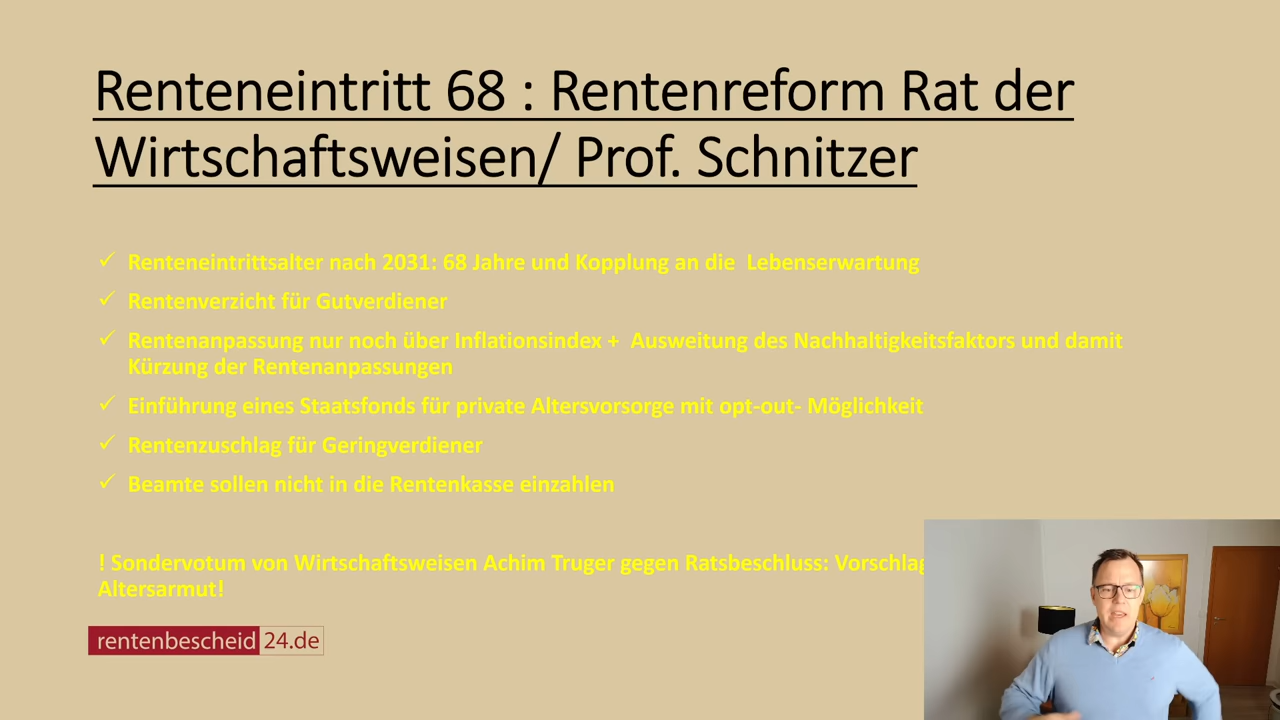 Renteneintritt 68 : Rentenreform Rat der
Wirtschaftsweisen/ Prof. Schnitzer
✓ Renteneintrittsalter nach 2031: 68 Jahre und Kopplung an die Lebenserwartung
✓ Rentenverzicht für Gutverdiener
✓ Rentenanpassung nur noch über Inflationsindex + Ausweitung des Nachhaltigkeitsfaktors und damit
Kürzung der Rentenanpassungen
✓ Einführung eines Staatsfonds für private Altersvorsorge mit opt-out- Möglichkeit
✓ Rentenzuschlag für Geringverdiener
✓ Beamte sollen nicht in die Rentenkasse einzahlen
! Sondervotum von Wirtschaftsweisen Achim Truger gegen Ratsbeschluss: Vorschlag
Altersarmut!
rentenbescheid 24.de